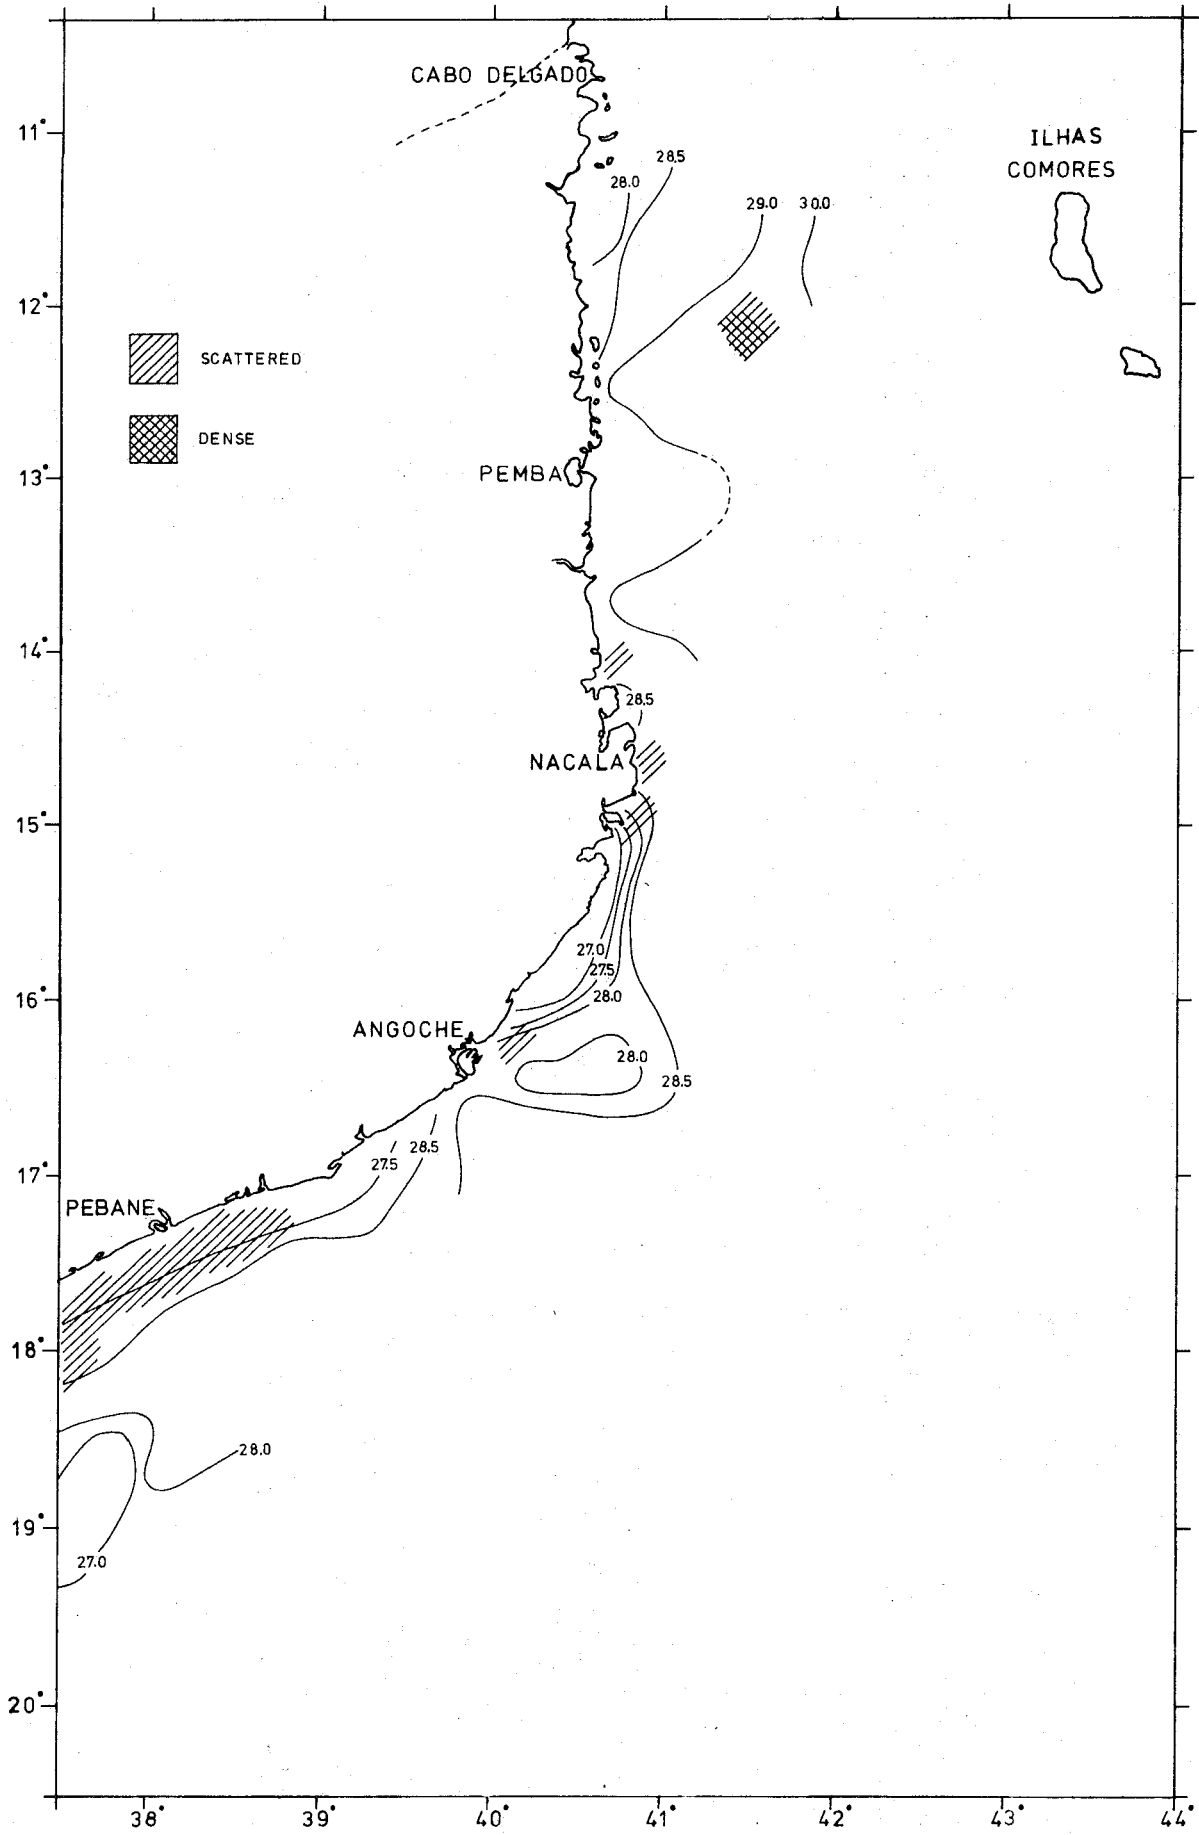 CABO DELGADO
11°
ILHAS
COMORES
28.5
28.0
29.0
30.0
12°
SCATTERED
DENSE
PEMBA
13°
14°
28.5
NACALA
15°
27.0
27.5
28.0
16°
ANGOCHE
28.0
28.5
28.5
27.5
17°
PEBANE
18°
28.0
19°
27.0
20°
38° 39° 40° 41° 42° 43° 44°